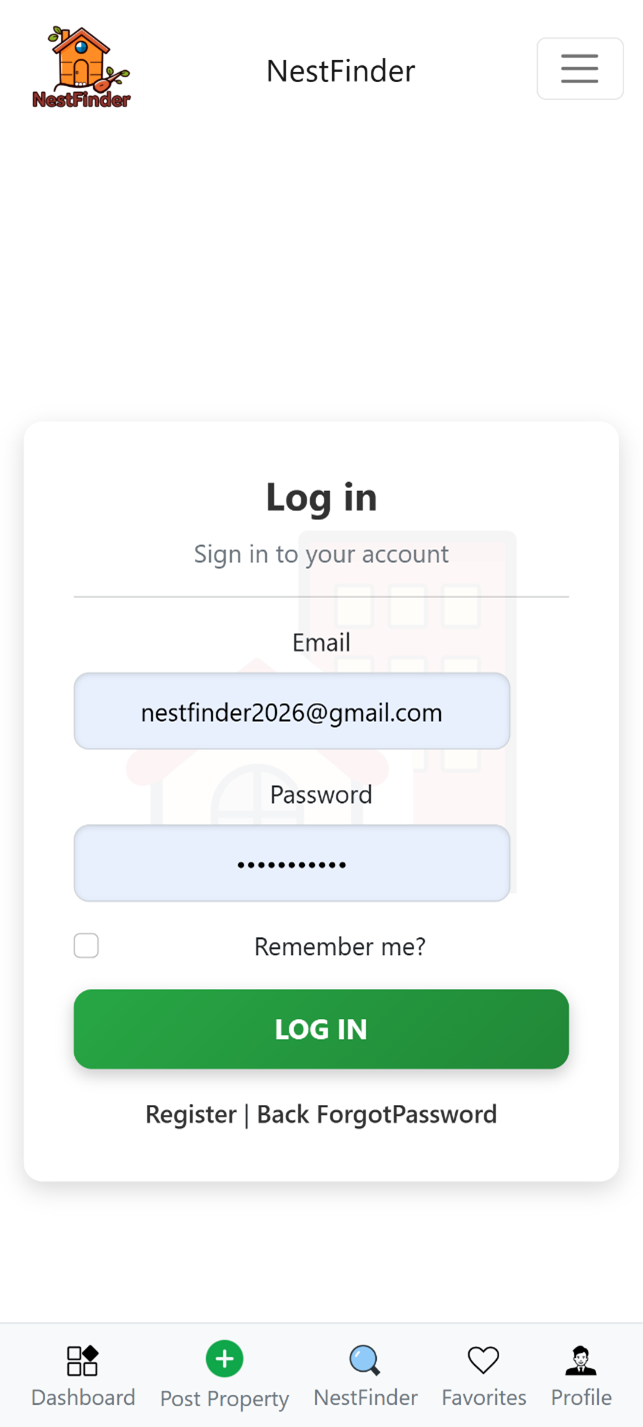 NestFinder
NestFinder
Log in
Sign in to your account
Email
nestfinder2026@gmail.com
Password
•••••••••••
Remember me?
LOG IN
Register | Back ForgotPassword
Dashboard
Post Property
NestFinder
Favorites
Profile